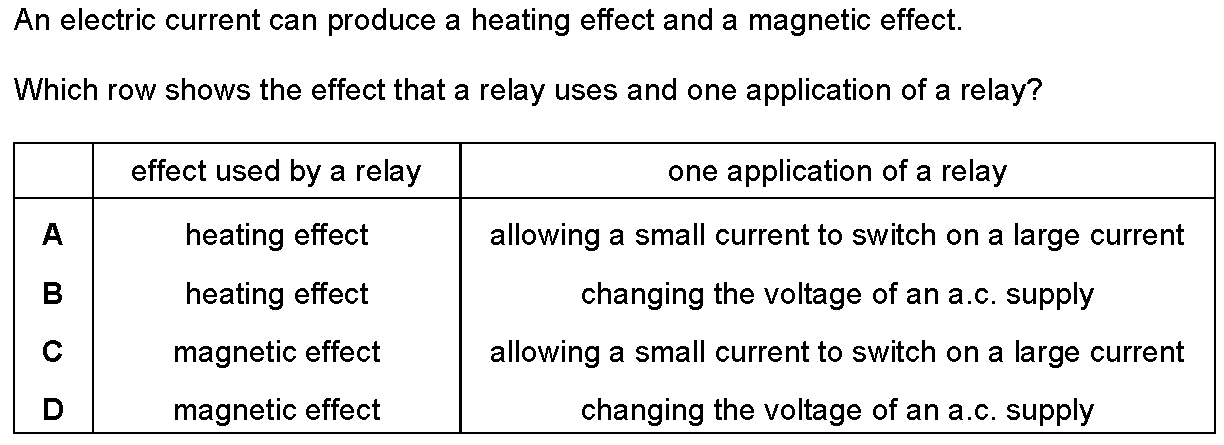 An electric current can produce a heating effect and a magnetic effect.
Which row shows the effect that a relay uses and one application of a relay?
effect used by a relay one application of a relay
A heating effect allowing a small current to switch on a large current
B heating effect changing the voltage of an a.c. supply
C magnetic effect allowing a small current to switch on a large current
D magnetic effect changing the voltage of an a.c. supply